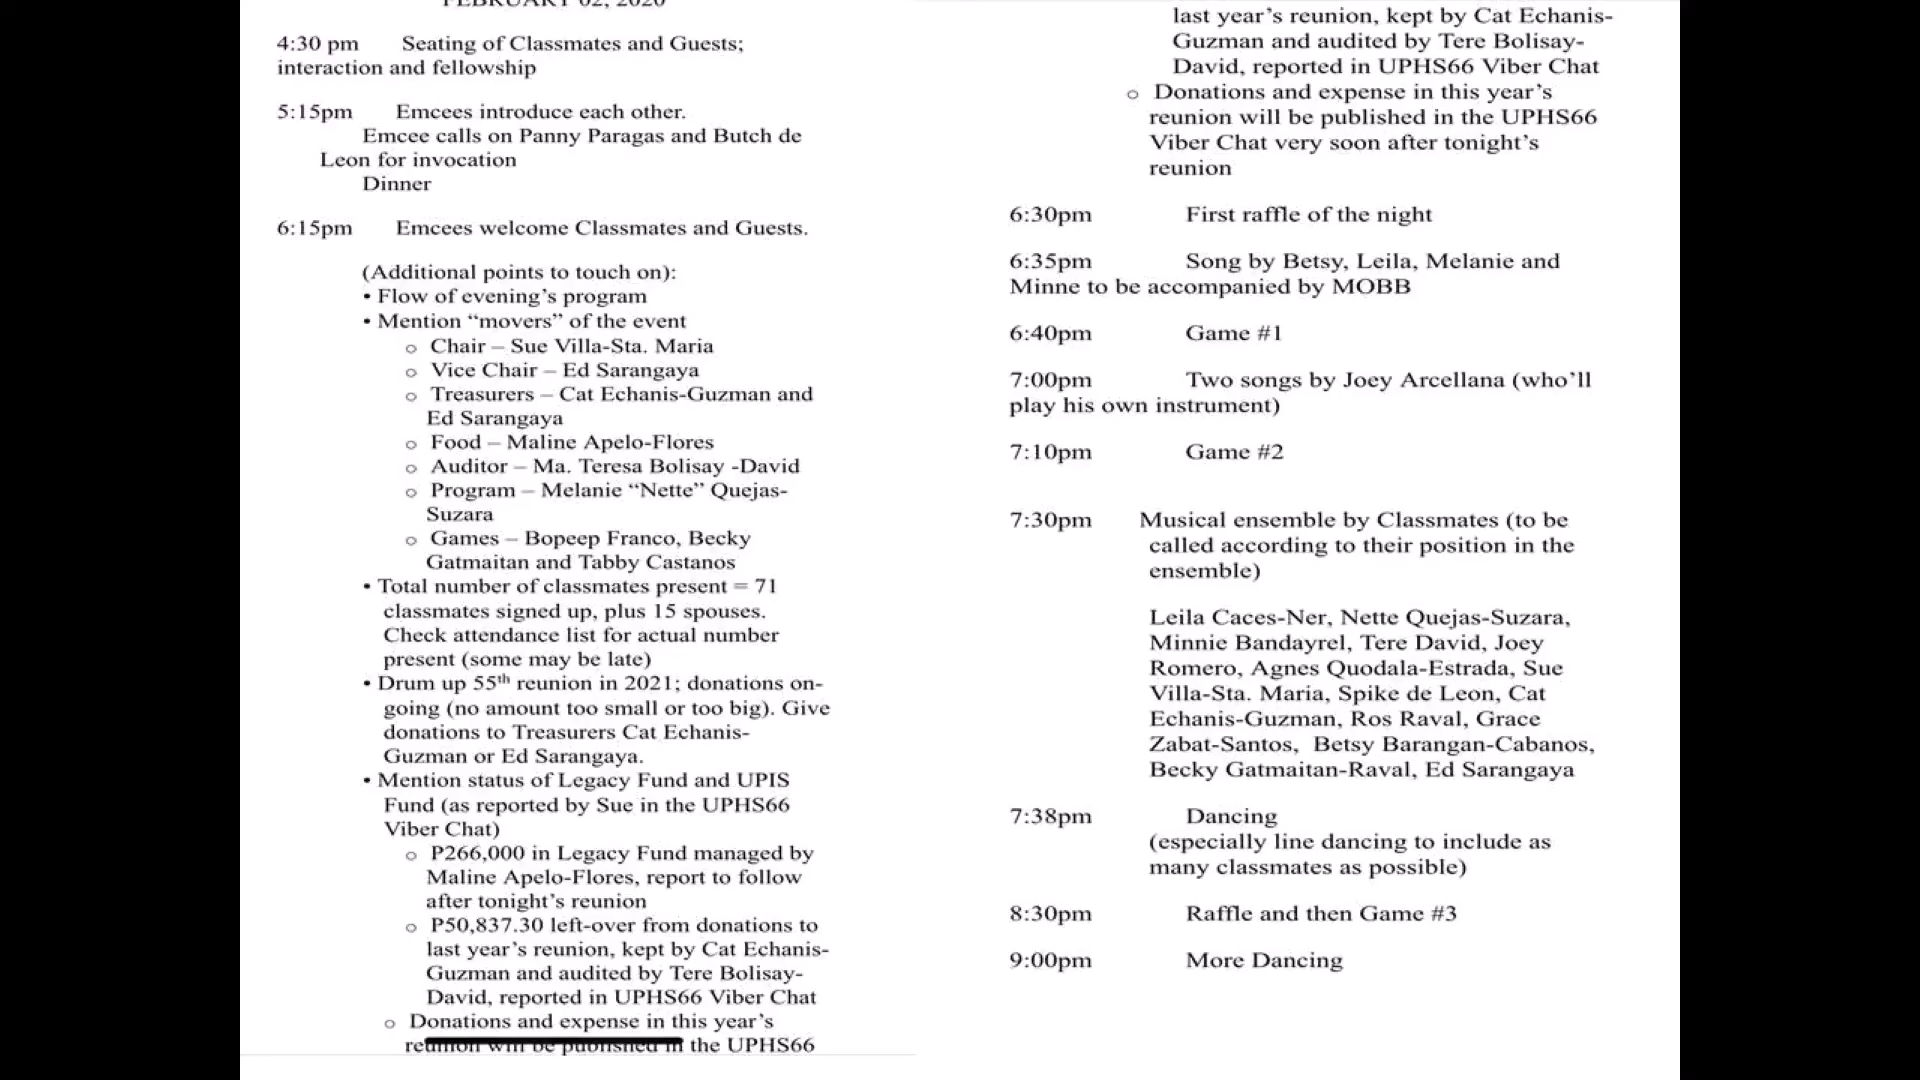 FEBRUARY 02, 2020
4:30 pm Seating of Classmates and Guests;
interaction and fellowship
5:15pm Emcees introduce each other.
Emcee calls on Panny Paragas and Butch de
Leon for invocation
Dinner
6:15pm Emcees welcome Classmates and Guests.
(Additional points to touch on):
• Flow of evening’s program
• Mention “movers” of the event
o Chair – Sue Villa-Sta. Maria
o Vice Chair – Ed Sarangaya
o Treasurers – Cat Echanis-Guzman and
Ed Sarangaya
o Food – Maline Apelo-Flores
o Auditor – Ma. Teresa Bolisay -David
o Program – Melanie “Nette” Quejas-
Suzara
o Games – Bopeep Franco, Becky
Gatmaitan and Tabby Castanos
• Total number of classmates present = 71
classmates signed up, plus 15 spouses.
Check attendance list for actual number
present (some may be late)
• Drum up 55th reunion in 2021; donations on-
going (no amount too small or too big). Give
donations to Treasurers Cat Echanis-
Guzman or Ed Sarangaya.
• Mention status of Legacy Fund and UPIS
Fund (as reported by Sue in the UPHS66
Viber Chat)
o P266,000 in Legacy Fund managed by
Maline Apelo-Flores, report to follow
after tonight’s reunion
o P50,837.30 left-over from donations to
last year’s reunion, kept by Cat Echanis-
Guzman and audited by Tere Bolisay-
David, reported in UPHS66 Viber Chat
o Donations and expense in this year’s
reunion will be published in the UPHS66
last year’s reunion, kept by Cat Echanis-
Guzman and audited by Tere Bolisay-
David, reported in UPHS66 Viber Chat
o Donations and expense in this year’s
reunion will be published in the UPHS66
Viber Chat very soon after tonight’s
reunion
6:30pm First raffle of the night
6:35pm Song by Betsy, Leila, Melanie and
Minne to be accompanied by MOBB
6:40pm Game #1
7:00pm Two songs by Joey Arcellana (who’ll
play his own instrument)
7:10pm Game #2
7:30pm Musical ensemble by Classmates (to be
called according to their position in the
ensemble)
Leila Caces-Ner, Nette Quejas-Suzara,
Minnie Bandayrel, Tere David, Joey
Romero, Agnes Quodala-Estrada, Sue
Villa-Sta. Maria, Spike de Leon, Cat
Echanis-Guzman, Ros Raval, Grace
Zabat-Santos, Betsy Barangan-Cabanos,
Becky Gatmaitan-Raval, Ed Sarangaya
7:38pm Dancing
(especially line dancing to include as
many classmates as possible)
8:30pm Raffle and then Game #3
9:00pm More Dancing